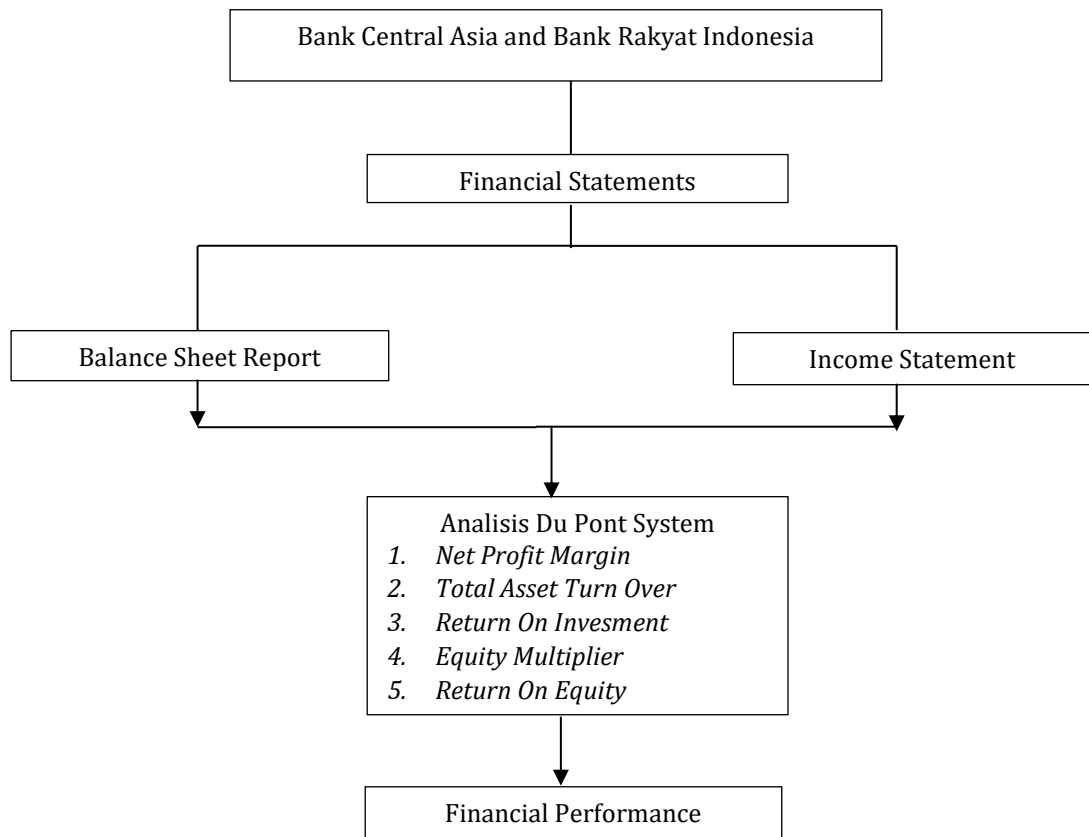 Bank Central Asia and Bank Rakyat Indonesia
Financial Statements
Balance Sheet Report
Income Statement
Analisis Du Pont System
1. Net Profit Margin
2. Total Asset Turn Over
3. Return On Invesment
4. Equity Multiplier
5. Return On Equity
Financial Performance